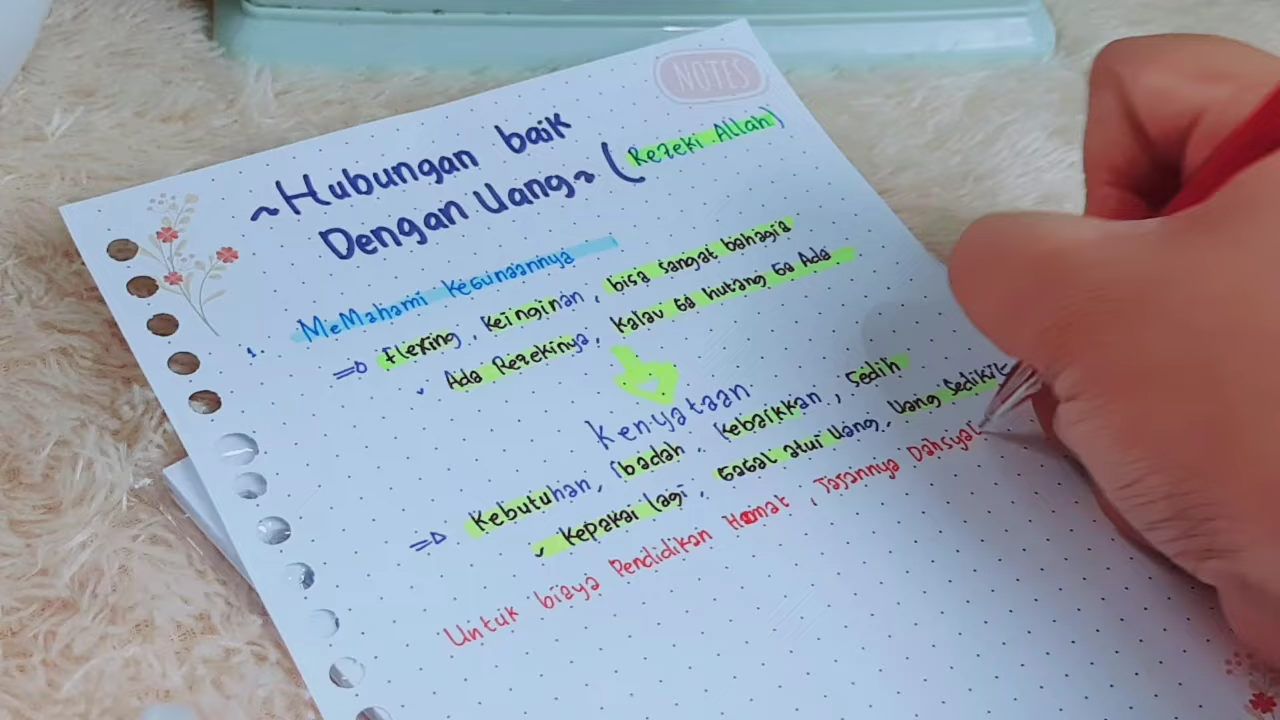 NOTES
~Hubungan baik
Dengan Uang~ (Rezeki Allah)
1. MeMahami kegunaannya
=> flexing, keinginan, bisa sangat bahagia
, Ada Rezekinya, kalau ga hutang ga Ada
kenyataan
=> Kebutuhan, Ibadah, kebaikkan, sedih
, kepakai lagi, Gagal atur Uang, Uang Sedikit
Untuk biaya Pendidikan Hemat, Jajannya Dahsyat